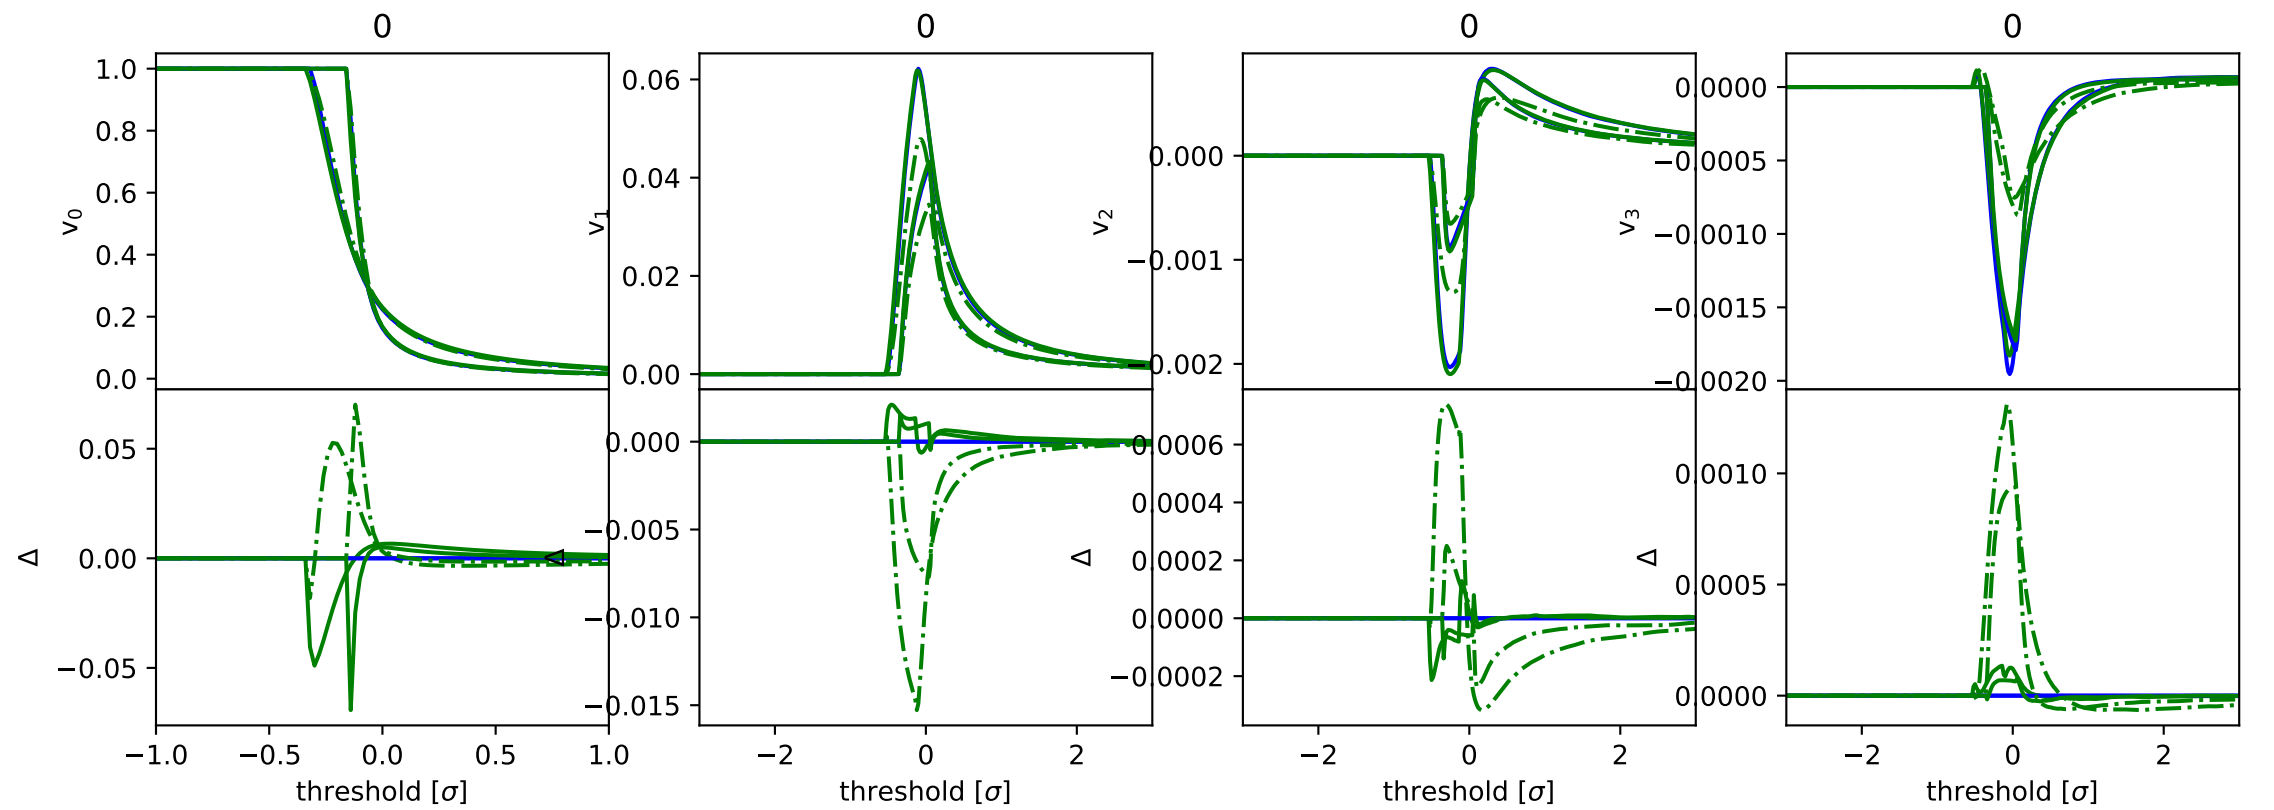 0
0
0
0
1.0
0.8
0.6
0.4
0.2
0.0
v0
0.06
0.04
0.02
0.00
v1
0.000
−0.001
−0.002
v2
0.0000
−0.0005
−0.0010
−0.0015
−0.0020
v3
0.05
0.00
−0.05
Δ
0.000
−0.005
−0.010
−0.015
Δ
0.0006
0.0004
0.0002
0.0000
−0.0002
Δ
0.0010
0.0005
0.0000
Δ
−1.0 −0.5 0.0 0.5 1.0
−2 0 2
−2 0 2
−2 0 2
threshold [σ]
threshold [σ]
threshold [σ]
threshold [σ]